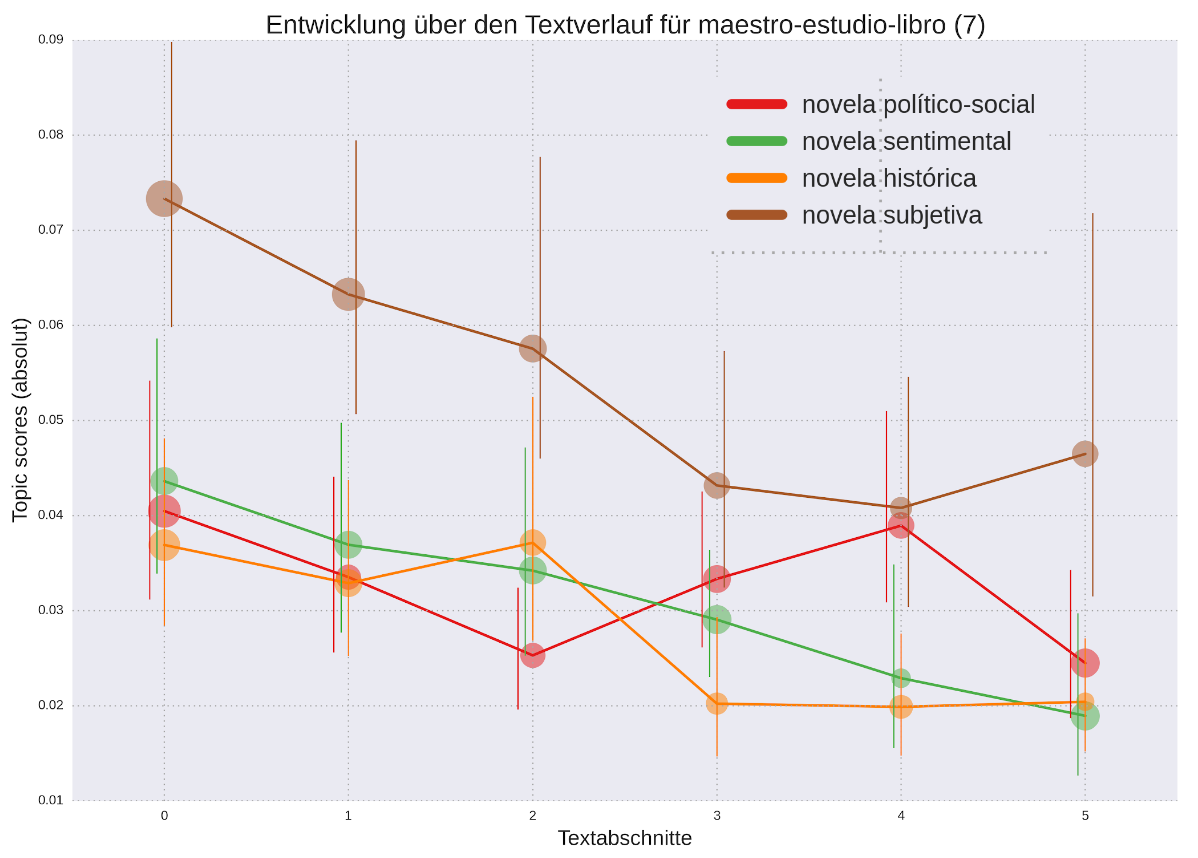 Entwicklung über den Textverlauf für maestro-estudio-libro (7)
0.09
0.08
0.07
0.06
0.05
0.04
0.03
0.02
0.01
Topic scores (absolut)
novela político-social
novela sentimental
novela histórica
novela subjetiva
0 1 2 3 4 5
Textabschnitte